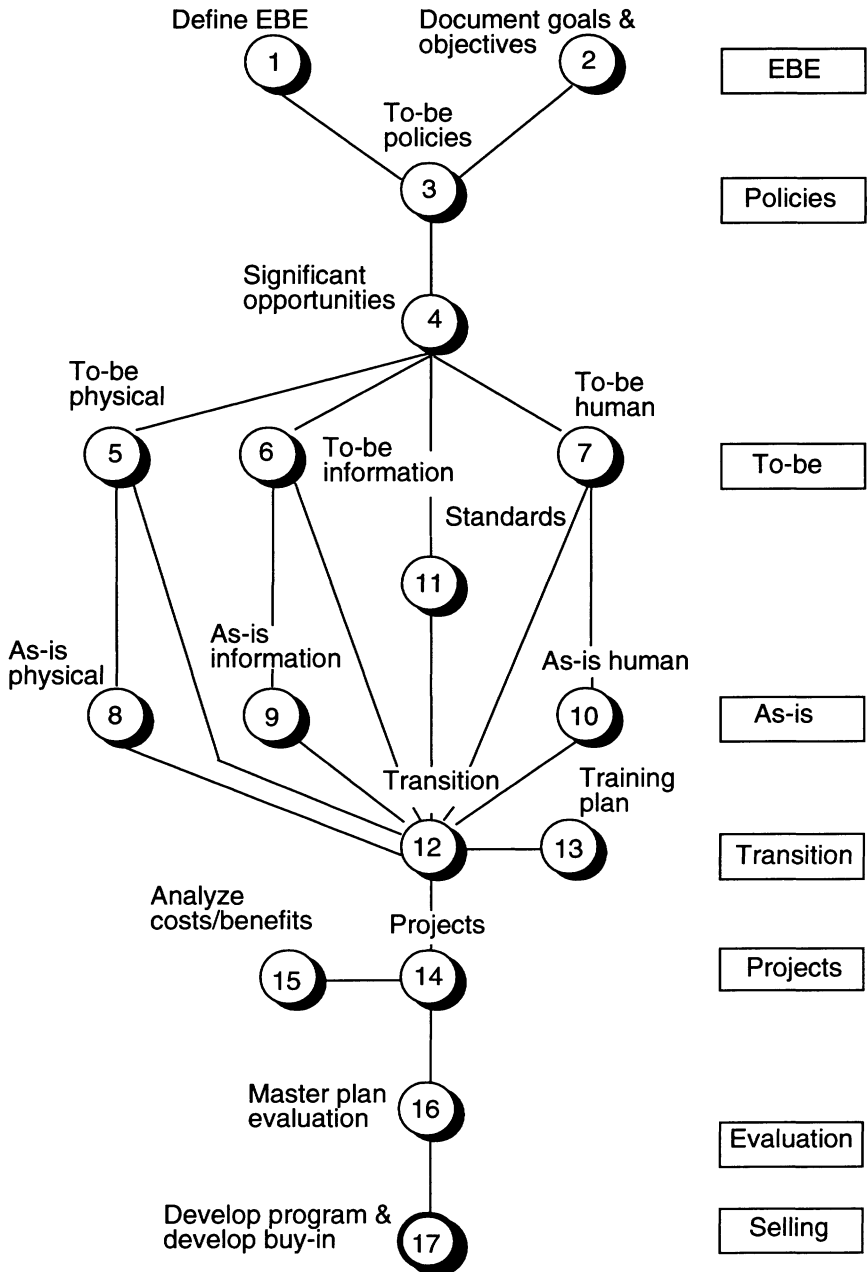 Define EBE
1
Document goals &
objectives
2
EBE
To-be
policies
3
Policies
Significant
opportunities
4
To-be
physical
5
6
To-be
information
To-be
human
7
To-be
Standards
11
As-is
physical
8
As-is
information
9
As-is human
10
As-is
Transition
12
Training
plan
13
Transition
Analyze
costs/benefits
15
Projects
14
Projects
Master plan
evaluation
16
Evaluation
Develop program &
develop buy-in
17
Selling